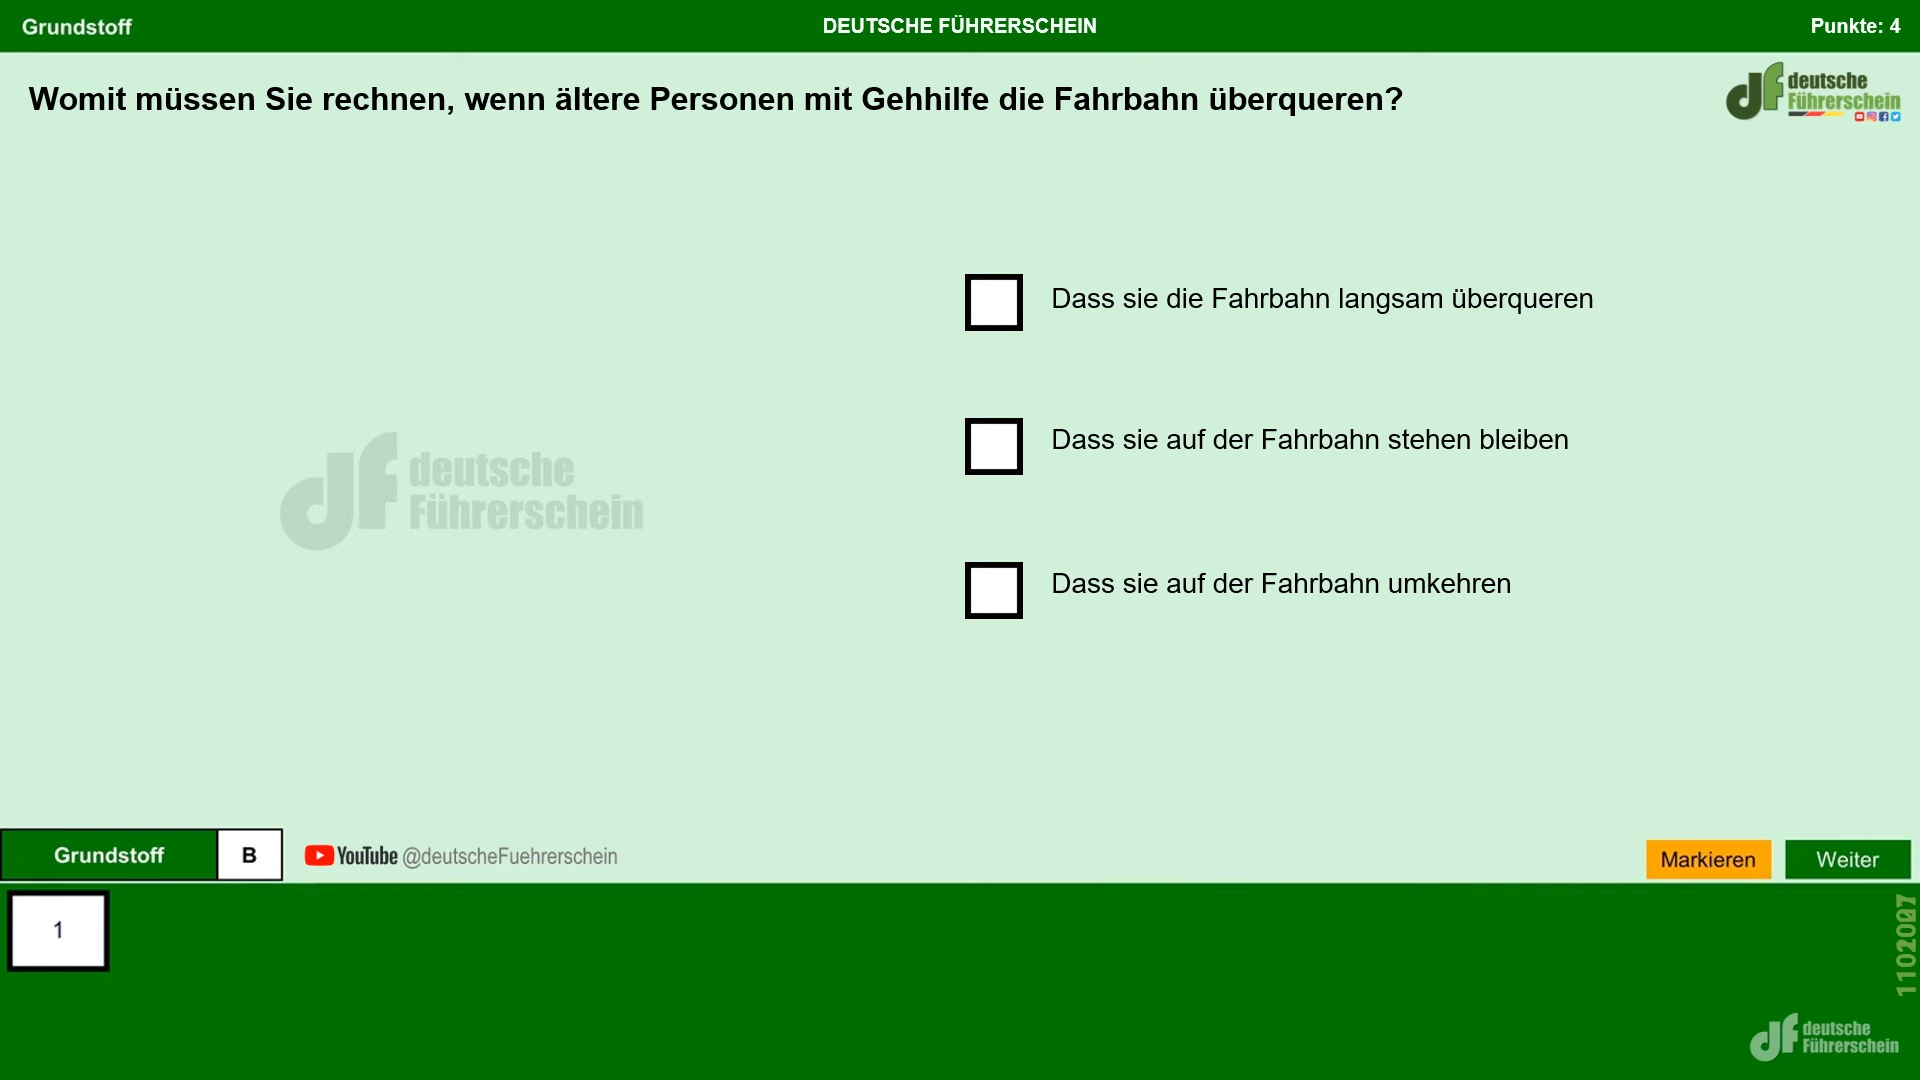 Grundstoff
DEUTSCHE FÜHRERSCHEIN
Punkte: 4
Womit müssen Sie rechnen, wenn ältere Personen mit Gehhilfe die Fahrbahn überqueren?
deutsche
Führerschein
Dass sie die Fahrbahn langsam überqueren
Dass sie auf der Fahrbahn stehen bleiben
Dass sie auf der Fahrbahn umkehren
df deutsche
Führerschein
Grundstoff
B
YouTube @deutscheFuehrerschein
Markieren
Weiter
1
df deutsche
Führerschein